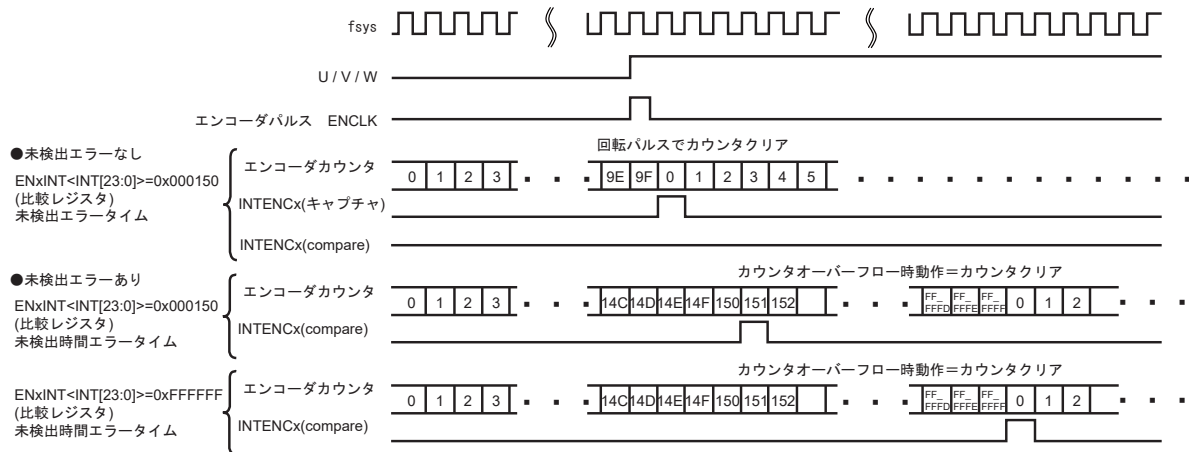 fsys
U / V / W
エンコーダパルス ENCLK
●未検出エラーなし
ENxINT<INT[23:0]>=0x000150
(比較レジスタ)
未検出エラータイム
回転パルスでカウンタクリア
エンコーダカウンタ 0 1 2 3 9E 9F 0 1 2 3 4 5
INTENCx(キャプチャ)
INTENCx(compare)
●未検出エラーあり
ENxINT<INT[23:0]>=0x000150
(比較レジスタ)
未検出時間エラータイム
カウンタオーバーフロー時動作＝カウンタクリア
エンコーダカウンタ 0 1 2 3 14C 14D 14E 14F 150 151 152 FF_FFFD FF_FFFE FF_FFFF 0 1 2
INTENCx(compare)
ENxINT<INT[23:0]>=0xFFFFFF
(比較レジスタ)
未検出時間エラータイム
カウンタオーバーフロー時動作＝カウンタクリア
エンコーダカウンタ 0 1 2 3 14C 14D 14E 14F 150 151 152 FF_FFFD FF_FFFE FF_FFFF 0 1 2
INTENCx(compare)